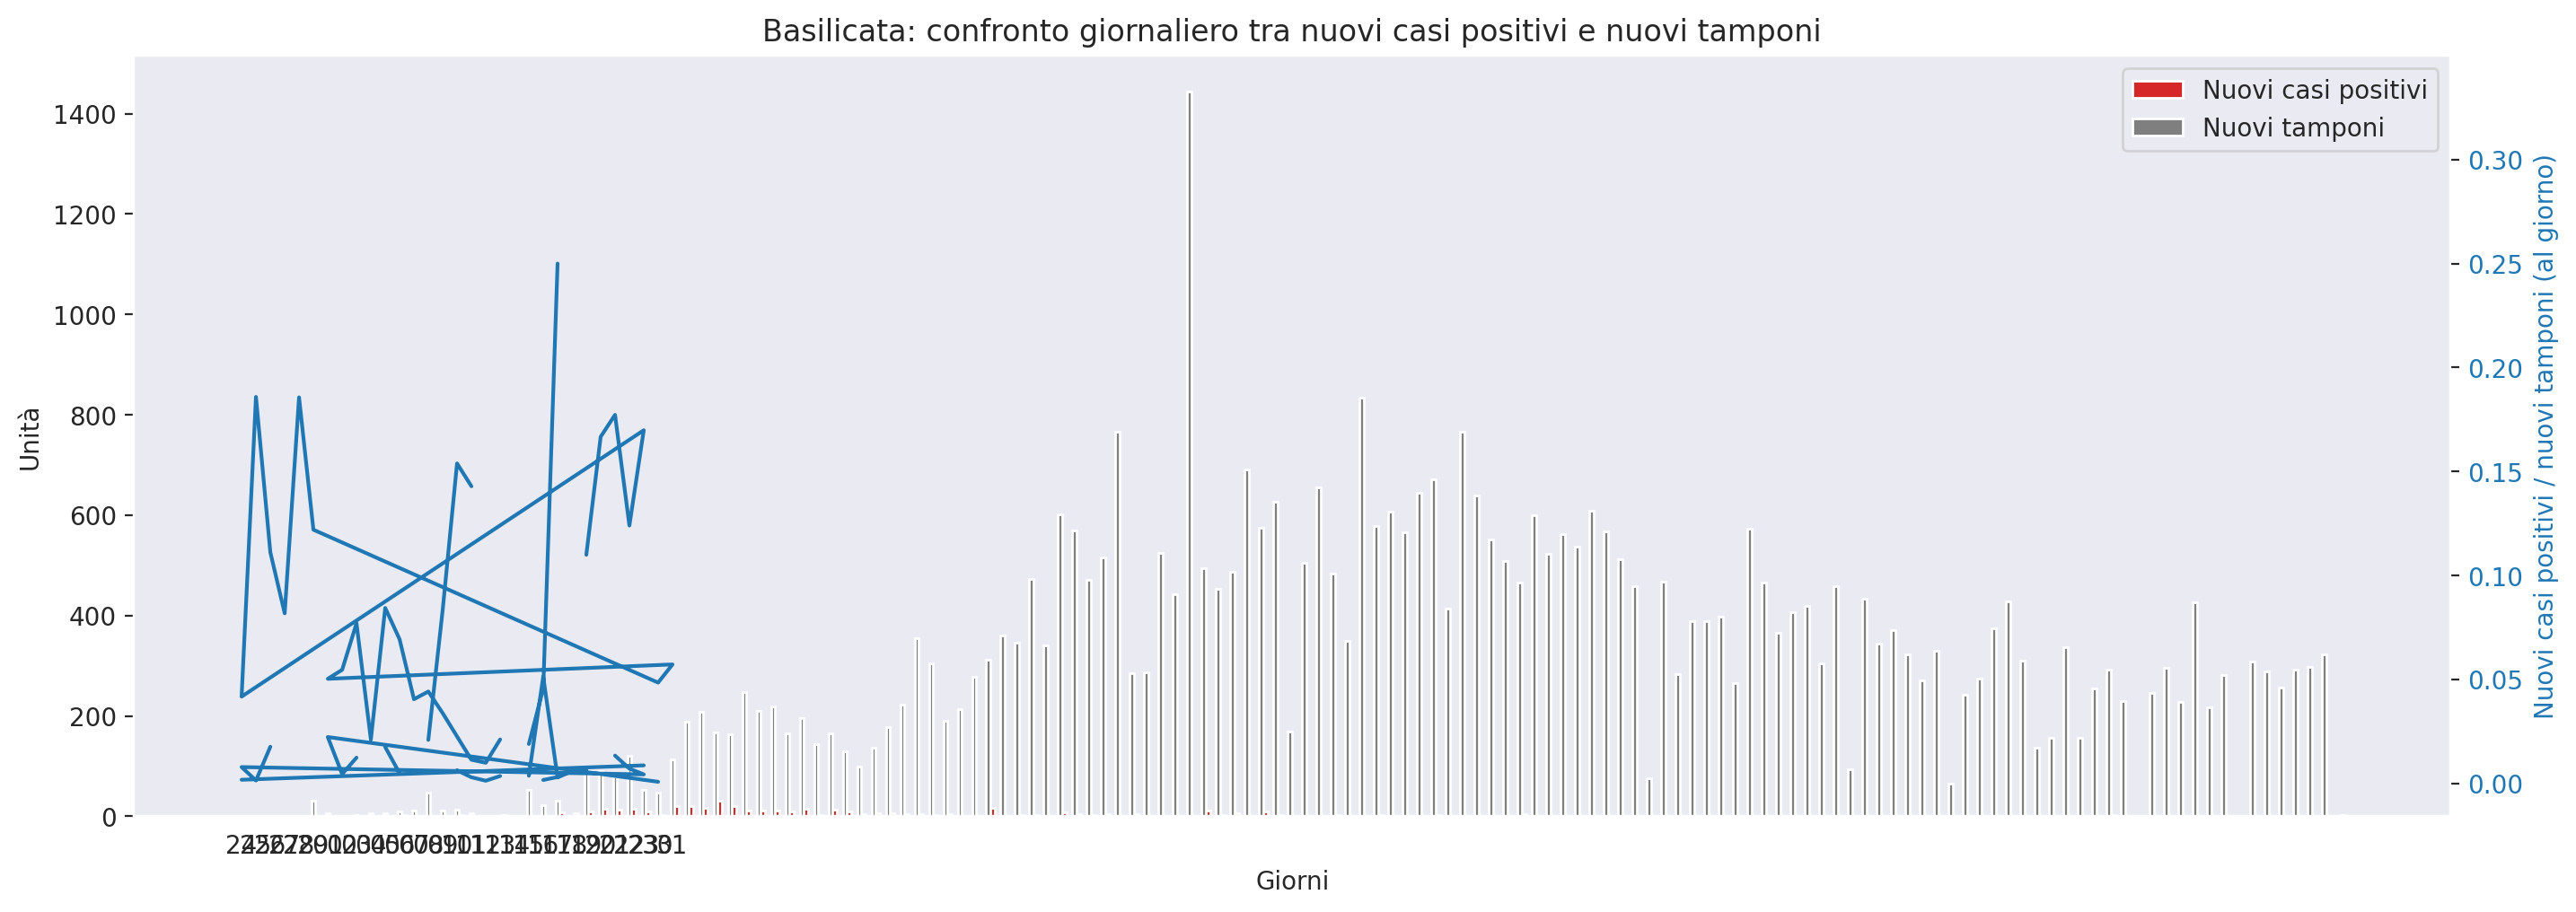 Basilicata: confronto giornaliero tra nuovi casi positivi e nuovi tamponi
Nuovi casi positivi
Nuovi tamponi
1400
1200
1000
800
600
400
200
0
Unità
0.30
0.25
0.20
0.15
0.10
0.05
0.00
Nuovi casi positivi / nuovi tamponi (al giorno)
Giorni